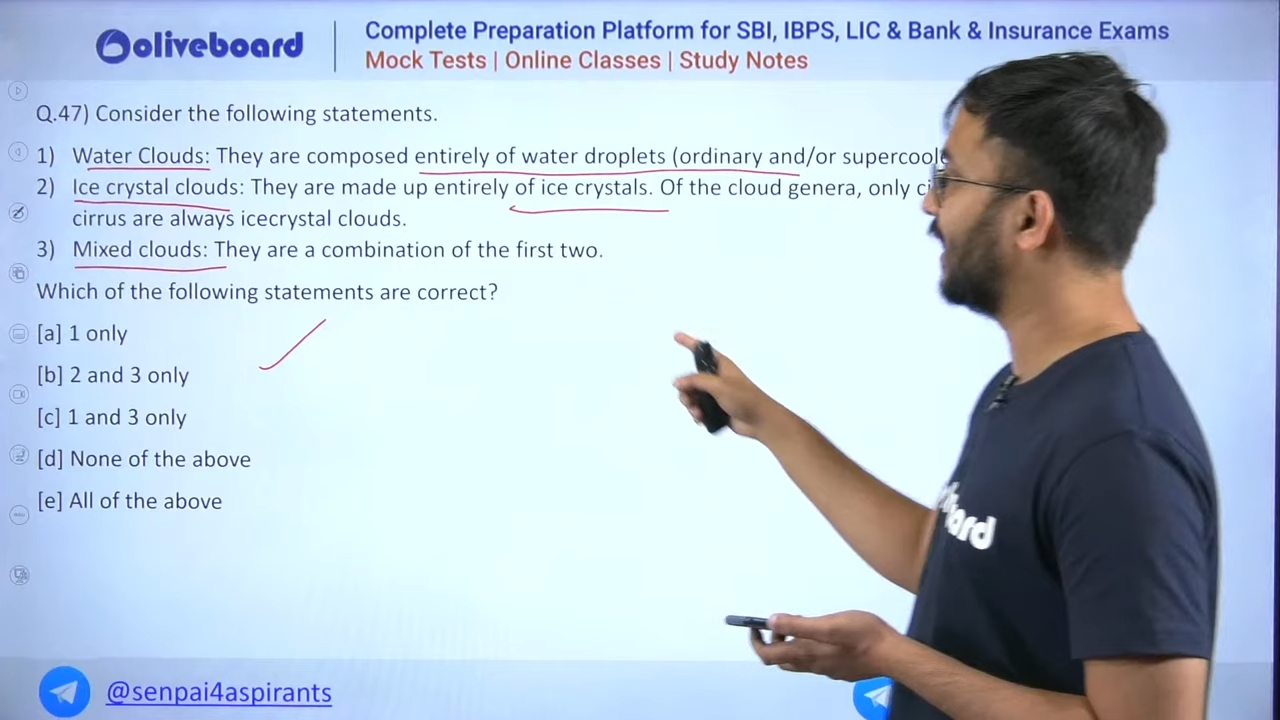 oliveboard
Complete Preparation Platform for SBI, IBPS, LIC & Bank & Insurance Exams
Mock Tests | Online Classes | Study Notes
Q.47) Consider the following statements.
1) Water Clouds: They are composed entirely of water droplets (ordinary and/or supercool
2) Ice crystal clouds: They are made up entirely of ice crystals. Of the cloud genera, only ci
cirrus are always icecrystal clouds.
3) Mixed clouds: They are a combination of the first two.
Which of the following statements are correct?
[a] 1 only
[b] 2 and 3 only
[c] 1 and 3 only
[d] None of the above
[e] All of the above
@senpai4aspirants